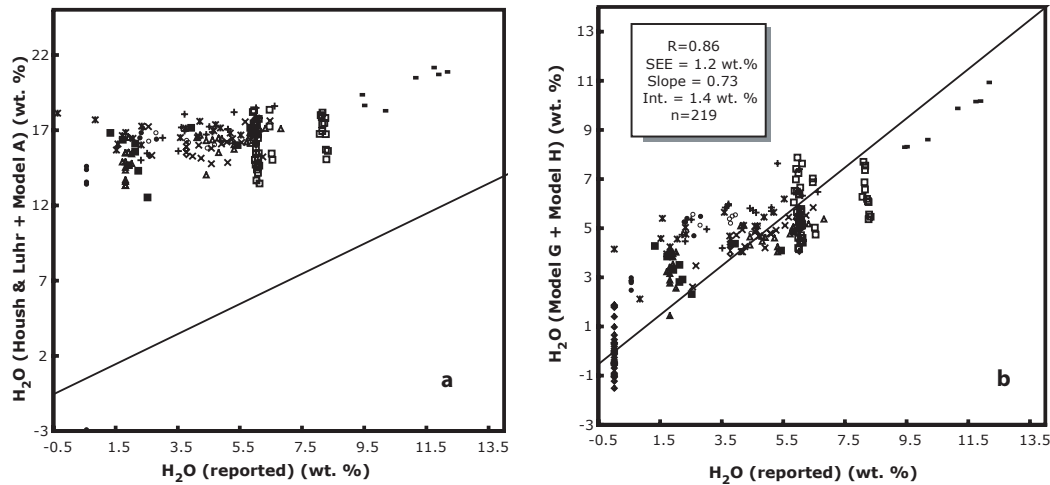 H2O (Housh & Luhr + Model A) (wt. %)
22
17
12
7
2
-3
-0.5 1.5 3.5 5.5 7.5 9.5 11.5 13.5
H2O (reported) (wt. %)
a
H2O (Model G + Model H) (wt. %)
13
11
9
7
5
3
1
-1
-3
-0.5 1.5 3.5 5.5 7.5 9.5 11.5 13.5
H2O (reported) (wt. %)
R=0.86
SEE = 1.2 wt.%
Slope = 0.73
Int. = 1.4 wt. %
n=219
b